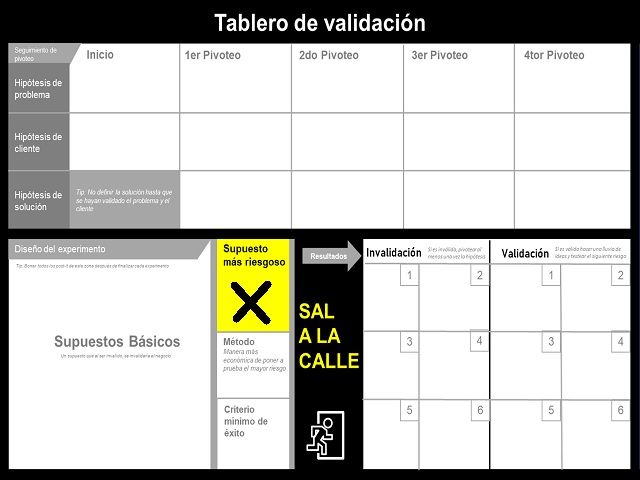 Tablero de validación
Seguimiento de
pivoteo
Inicio
1er Pivoteo
2do Pivoteo
3er Pivoteo
4tor Pivoteo
Hipótesis de
problema
Hipótesis de
cliente
Hipótesis de
solución
Tip: No definir la solución hasta que
se hayan validado el problema y el
cliente
Diseño del experimento
Tip: Borrar todos los post-it de esta zona después de finalizar cada experimento
Supuestos Básicos
Un supuesto que al ser invalido, se invalidaría el negocio
Supuesto
más riesgoso
Método
Manera más
económica de poner a
prueba el mayor riesgo
Criterio
mínimo de
éxito
Resultados
SAL
A LA
CALLE
Invalidación
Si es inválido, pivotear al
menos una vez la hipótesis
Validación
Si es valido hacer una lluvia de
ideas y testear el siguiente riesgo
1 2 1 2
3 4 3 4
5 6 5 6